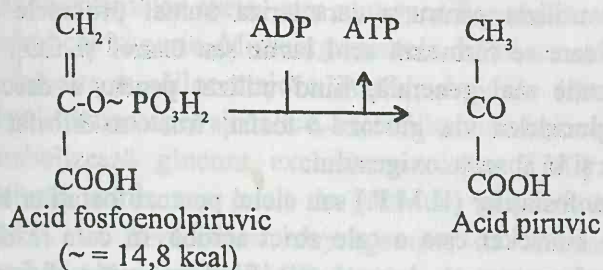 CH₂ ADP ATP CH₃
C-O~ PO₃H₂ CO
COOH COOH
Acid fosfoenolpiruvic Acid piruvic
(~ = 14,8 kcal)